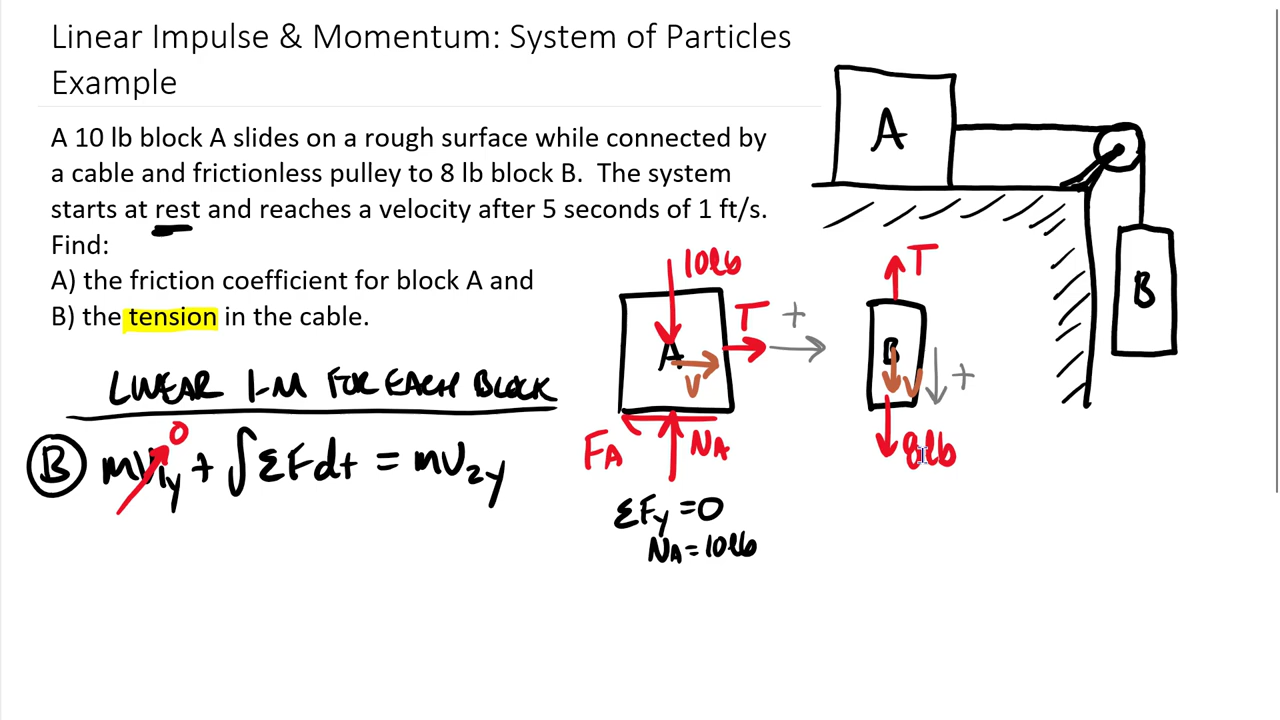 Linear Impulse & Momentum: System of Particles
Example
A 10 lb block A slides on a rough surface while connected by
a cable and frictionless pulley to 8 lb block B. The system
starts at rest and reaches a velocity after 5 seconds of 1 ft/s.
Find:
A) the friction coefficient for block A and
B) the tension in the cable.
LINEAR I-M FOR EACH BLOCK
B mv₁y 0 + ∫ΣFdt = mv₂y
A
B
10lb
T
+
A
V
FA
NA
ΣFy = 0
NA = 10lb
T
B
V
+
8lb